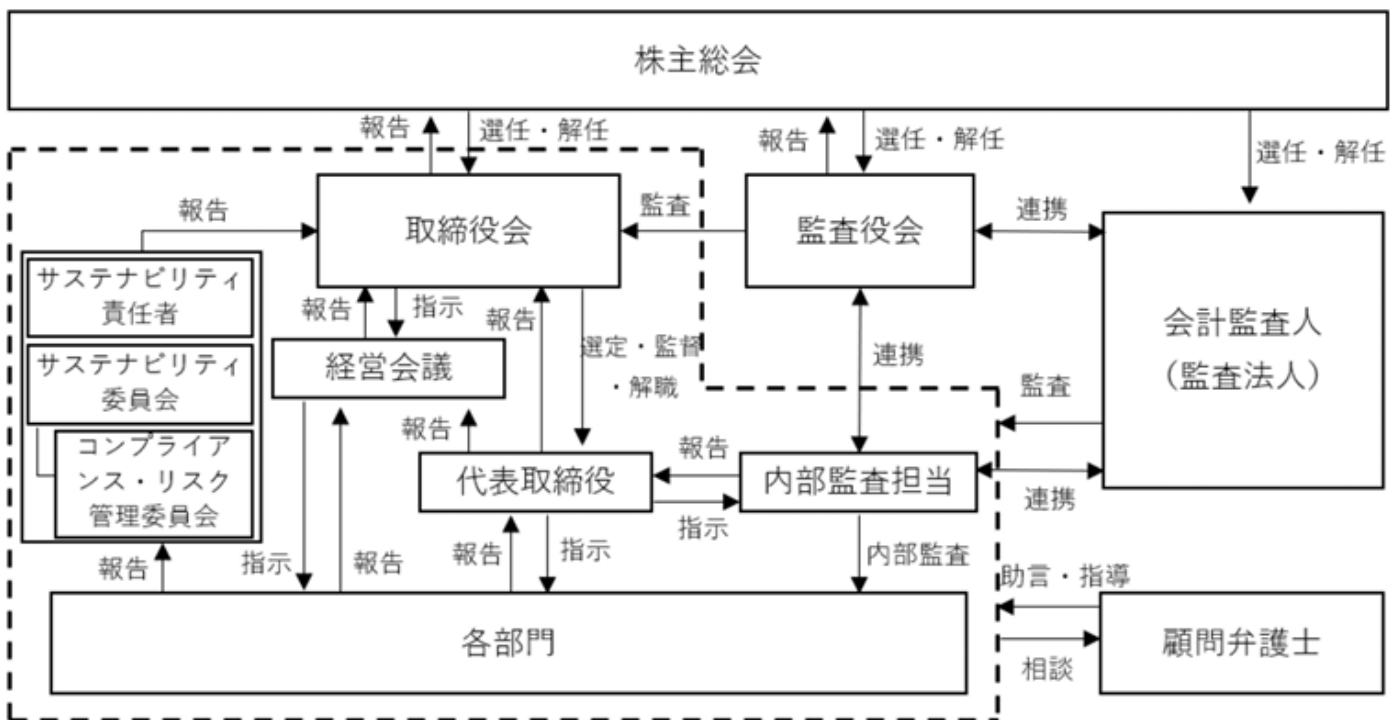 株主総会
報告
選任・解任
報告
選任・解任
選任・解任
報告
取締役会
監査
監査役会
連携
サステナビリティ
責任者
サステナビリティ
委員会
コンプライア
ンス・リスク
管理委員会
報告
指示
報告
選定・監督
・解職
経営会議
連携
会計監査人
（監査法人）
監査
報告
代表取締役
報告
指示
内部監査担当
連携
報告
指示
報告
報告
指示
内部監査
助言・指導
各部門
相談
顧問弁護士